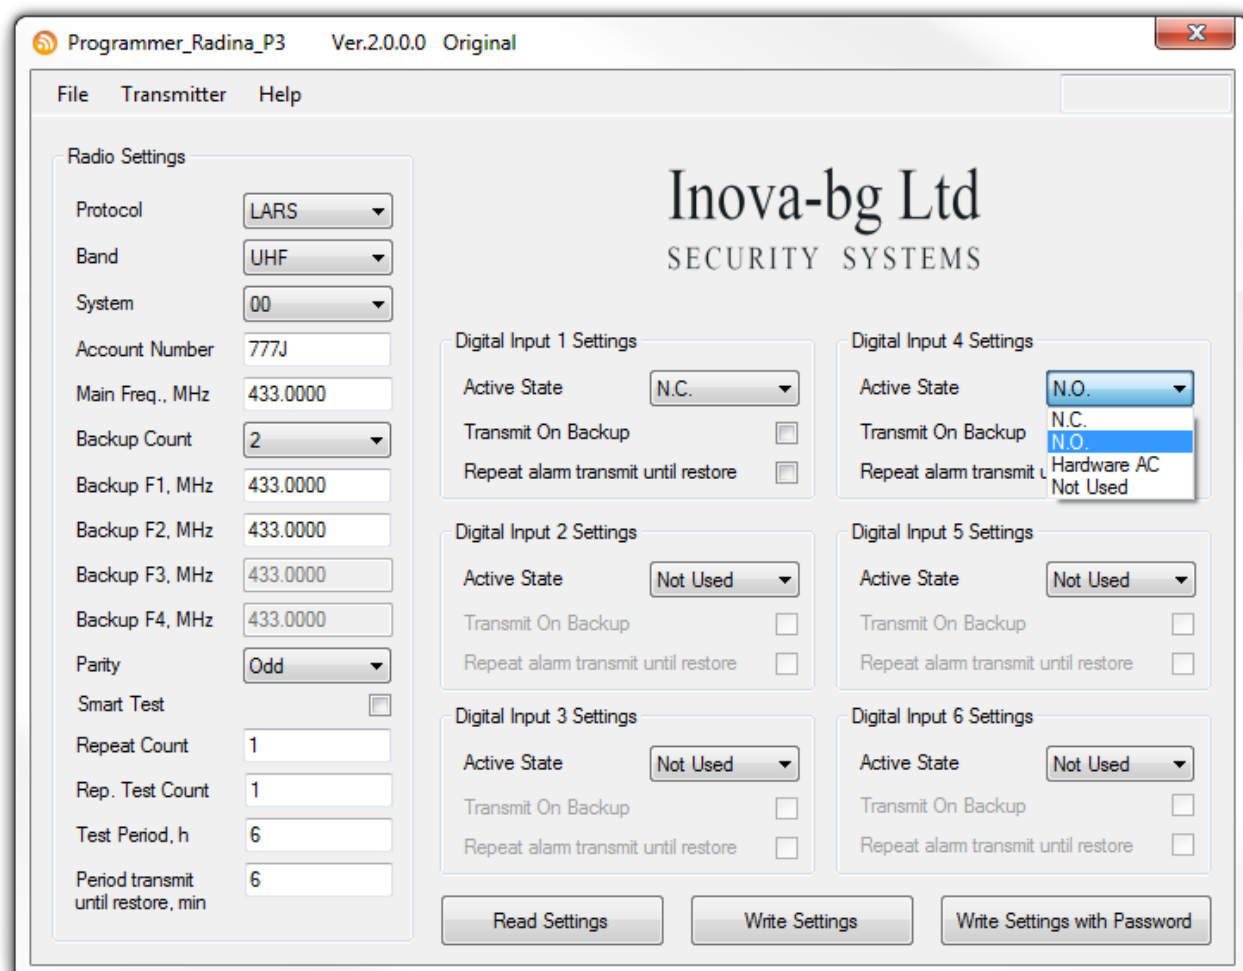 Programmer_Radina_P3 Ver.2.0.0.0 Original
File Transmitter Help
Radio Settings
Protocol LARS
Band UHF
System 00
Account Number 777J
Main Freq., MHz 433.0000
Backup Count 2
Backup F1, MHz 433.0000
Backup F2, MHz 433.0000
Backup F3, MHz 433.0000
Backup F4, MHz 433.0000
Parity Odd
Smart Test
Repeat Count 1
Rep. Test Count 1
Test Period, h 6
Period transmit
until restore, min 6
Inova-bg Ltd
SECURITY SYSTEMS
Digital Input 1 Settings
Active State N.C.
Transmit On Backup
Repeat alarm transmit until restore
Digital Input 4 Settings
Active State N.O.
N.C.
Transmit On Backup N.O.
Hardware AC
Repeat alarm transmit u
Not Used
Digital Input 2 Settings
Active State Not Used
Transmit On Backup
Repeat alarm transmit until restore
Digital Input 5 Settings
Active State Not Used
Transmit On Backup
Repeat alarm transmit until restore
Digital Input 3 Settings
Active State Not Used
Transmit On Backup
Repeat alarm transmit until restore
Digital Input 6 Settings
Active State Not Used
Transmit On Backup
Repeat alarm transmit until restore
Read Settings Write Settings Write Settings with Password